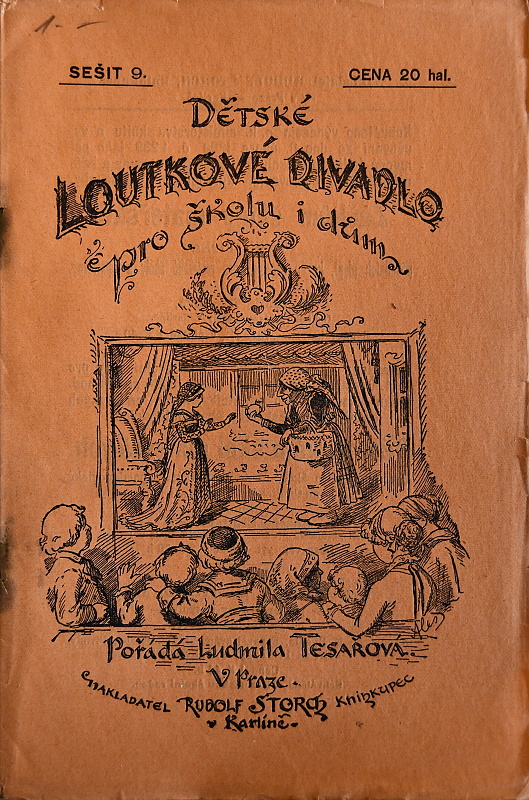 1.-
SEŠIT 9.
CENA 20 hal.
DĚTSKÉ
LOUTKOVÉ DIVADLO
pro školu i dům
Pořádá Ludmila TESAŘOVÁ.
V Praze.
NAKLADATEL RUDOLF STORCH KNIHKUPEC
v Karlíně.